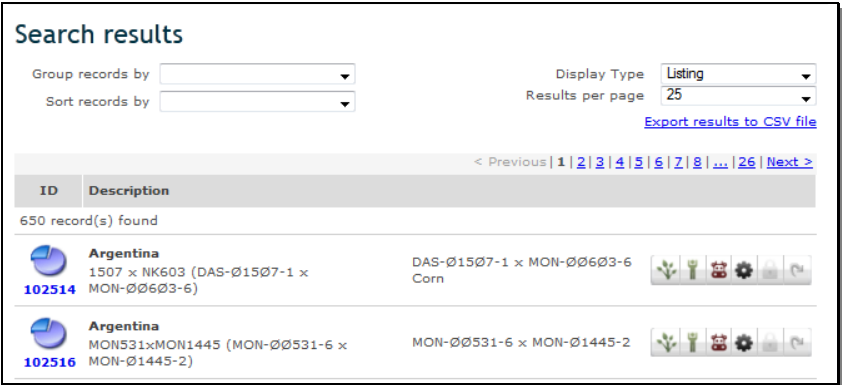 Search results
Group records by
Display Type Listing
Sort records by
Results per page 25
Export results to CSV file
< Previous | 1 | 2 | 3 | 4 | 5 | 6 | 7 | 8 | ... | 26 | Next >
ID Description
650 record(s) found
Argentina
1507 x NK603 (DAS-Ø15Ø7-1 x
MON-ØØ6Ø3-6)
102514
DAS-Ø15Ø7-1 x MON-ØØ6Ø3-6
Corn
Argentina
MON531xMON1445 (MON-ØØ531-6 x
MON-Ø1445-2)
102516
MON-ØØ531-6 x MON-Ø1445-2